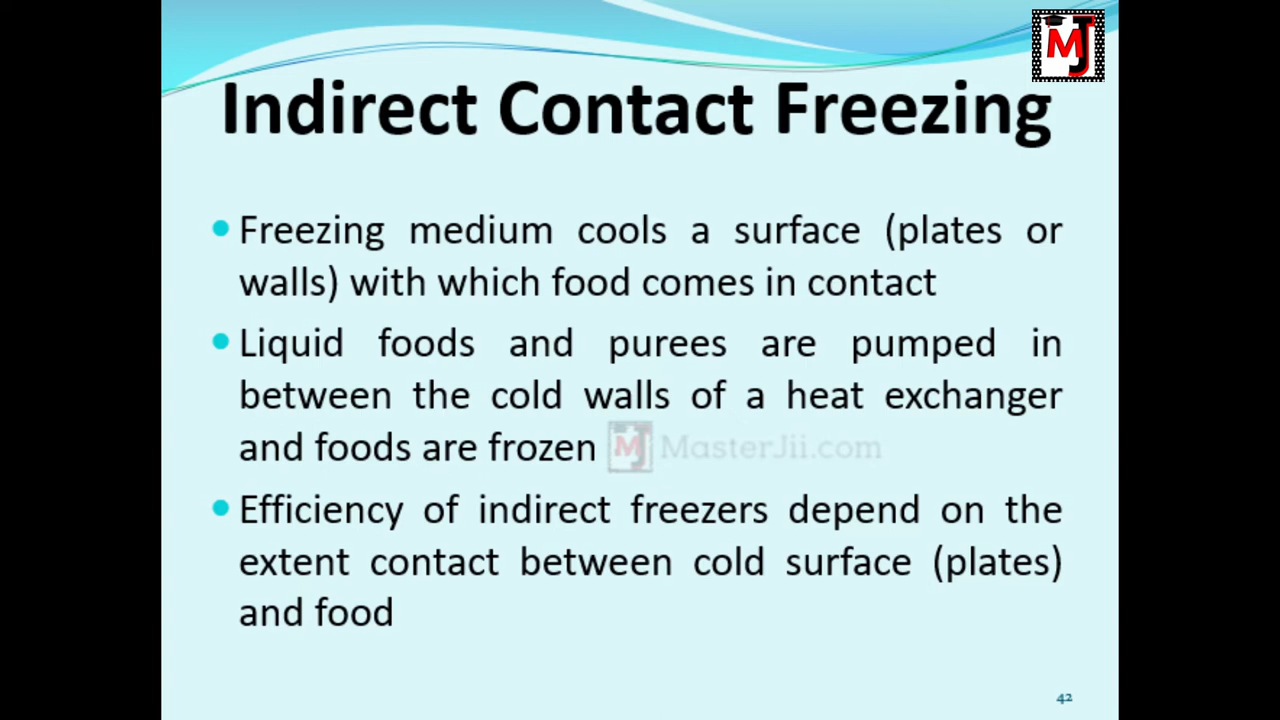 MJ
Indirect Contact Freezing
Freezing medium cools a surface (plates or
walls) with which food comes in contact
Liquid foods and purees are pumped in
between the cold walls of a heat exchanger
and foods are frozen
MJ MasterJii.com
Efficiency of indirect freezers depend on the
extent contact between cold surface (plates)
and food
42